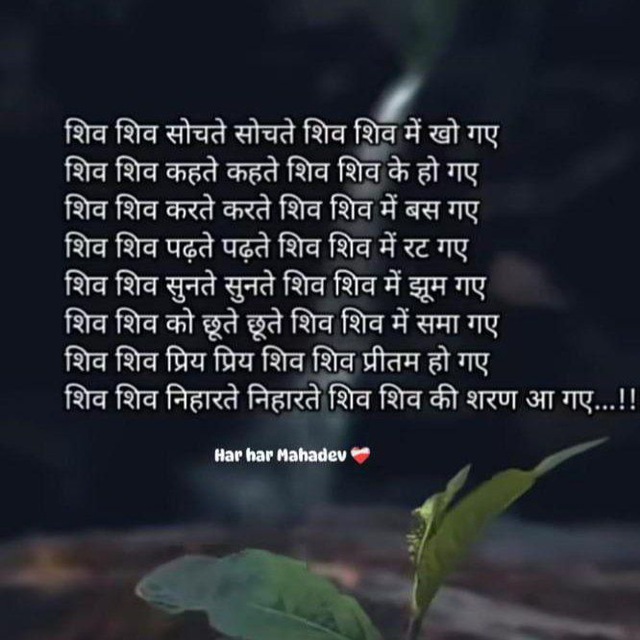 शिव शिव सोचते सोचते शिव शिव में खो गए
शिव शिव कहते कहते शिव शिव के हो गए
शिव शिव करते करते शिव शिव में बस गए
शिव शिव पढ़ते पढ़ते शिव शिव में रट गए
शिव शिव सुनते सुनते शिव शिव में झूम गए
शिव शिव को छूते छूते शिव शिव में समा गए
शिव शिव प्रिय प्रिय शिव शिव प्रीतम हो गए
शिव शिव निहारते निहारते शिव शिव की शरण आ गए...!!
Har har Mahadev ❤️‍🩹